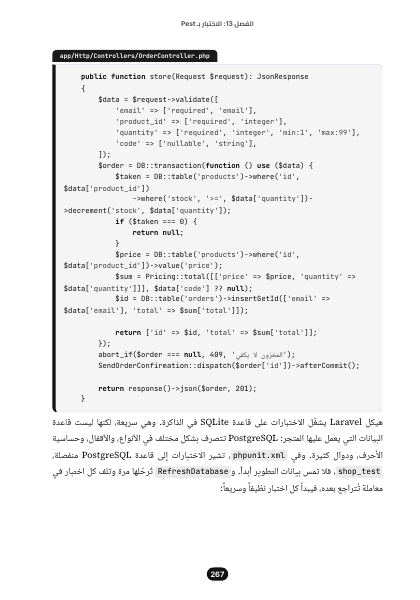 الفصل 13: الاختبار بـ Pest
app/Http/Controllers/OrderController.php
public function store(Request $request): JsonResponse
{
$data = $request->validate([
'email' => ['required', 'email'],
'product_id' => ['required', 'integer'],
'quantity' => ['required', 'integer', 'min:1', 'max:99'],
'code' => ['nullable', 'string'],
]);
$order = DB::transaction(function () use ($data) {
$taken = DB::table('products')->where('id',
$data['product_id'])
->where('stock', '>=', $data['quantity'])-
>decrement('stock', $data['quantity']);
if ($taken === 0) {
return null;
}
$price = DB::table('products')->where('id',
$data['product_id'])->value('price');
$sum = Pricing::total([['price' => $price, 'quantity' =>
$data['quantity']]], $data['code'] ?? null);
$id = DB::table('orders')->insertGetId(['email' =>
$data['email'], 'total' => $sum['total']]);
return ['id' => $id, 'total' => $sum['total']];
});
abort_if($order === null, 409, 'المخزون لا يكفي');
SendOrderConfirmation::dispatch($order['id'])->afterCommit();
return response()->json($order, 201);
}
هيكل Laravel يشغّل الاختبارات على قاعدة SQLite في الذاكرة. وهي سريعة، لكنها ليست قاعدة
البيانات التي يعمل عليها المتجر: PostgreSQL تتصرف بشكل مختلف في الأنواع، والأقفال، وحساسية
الأحرف، ودوال كثيرة. وفي phpunit.xml، تشير الاختبارات إلى قاعدة PostgreSQL منفصلة،
shop_test، فلا تمس بيانات التطوير أبداً. و RefreshDatabase تُرحّلها مرة وتلف كل اختبار في
معاملة تُتراجع بعده، فيبدأ كل اختبار نظيفاً وسريعاً:
267